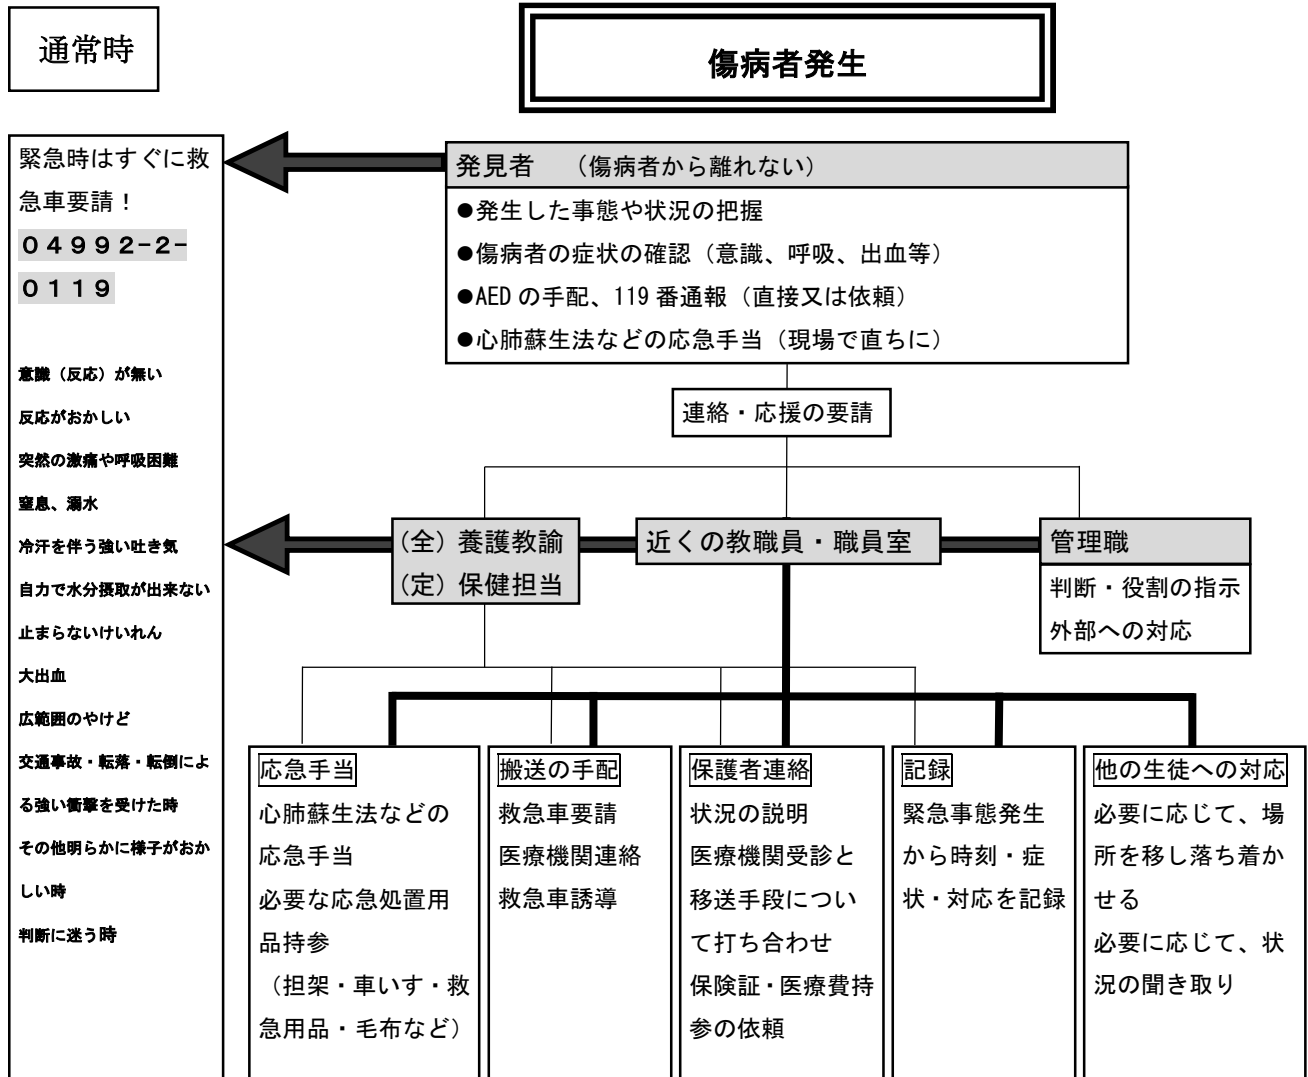 通常時
傷病者発生
緊急時はすぐに救
急車要請！
０４９９２-２-
０１１９
意識（反応）が無い
反応がおかしい
突然の激痛や呼吸困難
窒息、溺水
冷汗を伴う強い吐き気
自力で水分摂取が出来ない
止まらないけいれん
大出血
広範囲のやけど
交通事故・転落・転倒によ
る強い衝撃を受けた時
その他明らかに様子がおか
しい時
判断に迷う時
発見者　（傷病者から離れない）
●発生した事態や状況の把握
●傷病者の症状の確認（意識、呼吸、出血等）
●AED の手配、119 番通報（直接又は依頼）
●心肺蘇生法などの応急手当（現場で直ちに）
連絡・応援の要請
(全) 養護教諭
(定) 保健担当
近くの教職員・職員室
管理職
判断・役割の指示
外部への対応
応急手当
心肺蘇生法などの
応急手当
必要な応急処置用
品持参
（担架・車いす・救
急用品・毛布など）
搬送の手配
救急車要請
医療機関連絡
救急車誘導
保護者連絡
状況の説明
医療機関受診と
移送手段につい
て打ち合わせ
保険証・医療費持
参の依頼
記録
緊急事態発生
から時刻・症
状・対応を記録
他の生徒への対応
必要に応じて、場
所を移し落ち着か
せる
必要に応じて、状
況の聞き取り